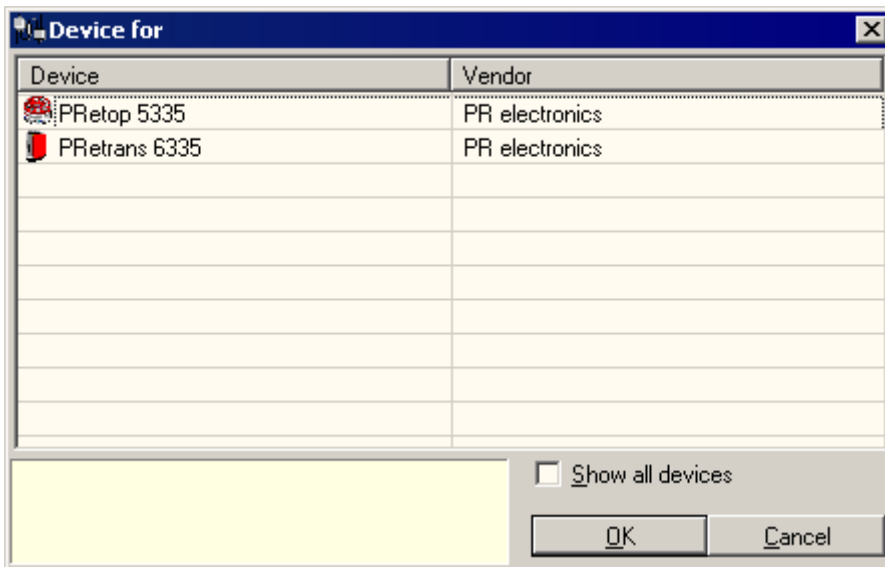 Device for
Device Vendor
PRetop 5335 PR electronics
PRetrans 6335 PR electronics
Show all devices
OK Cancel